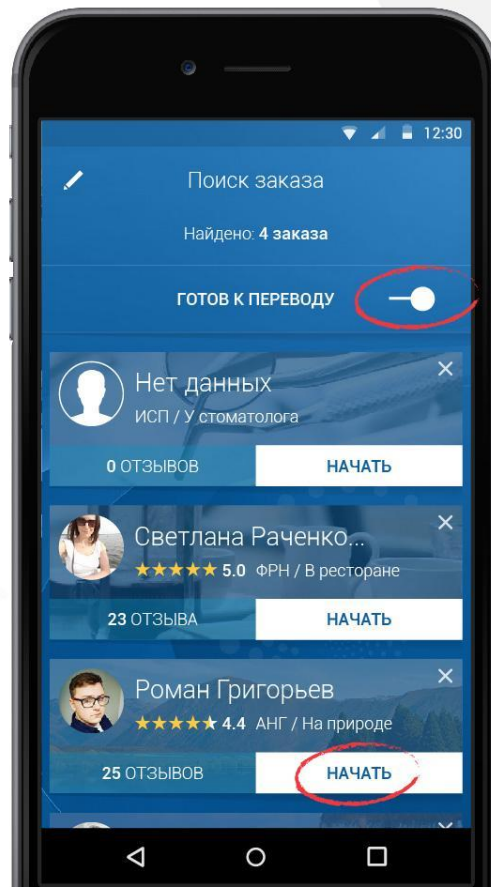 12:30
Поиск заказа
Найдено: 4 заказа
ГОТОВ К ПЕРЕВОДУ
Нет данных
ИСП / У стоматолога
0 ОТЗЫВОВ НАЧАТЬ
Светлана Раченко...
5.0 ФРН / В ресторане
23 ОТЗЫВА НАЧАТЬ
Роман Григорьев
4.4 АНГ / На природе
25 ОТЗЫВОВ НАЧАТЬ